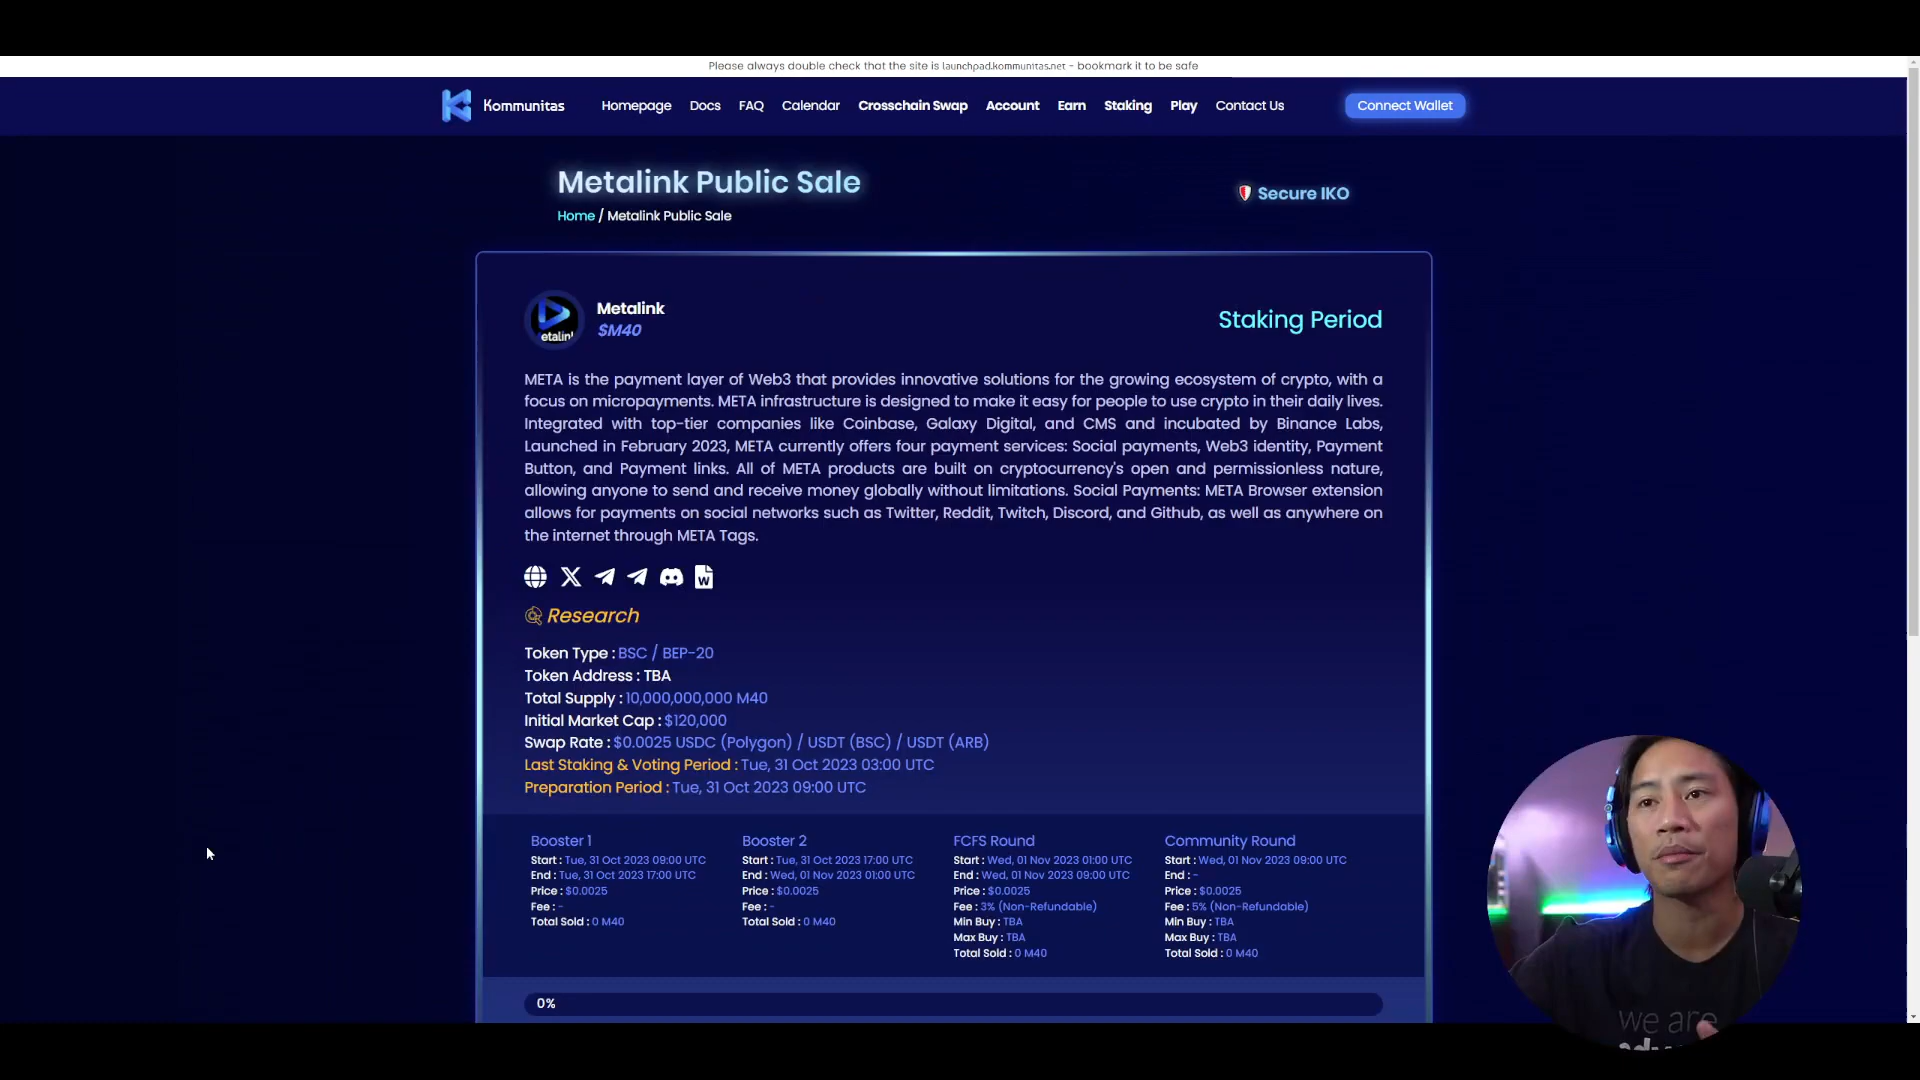 Please always double check that the site is launchpad.kommunitas.net - bookmark it to be safe
Kommunitas Homepage Docs FAQ Calendar Crosschain Swap Account Earn Staking Play Contact Us Connect Wallet
Metalink Public Sale
Secure IKO
Home / Metalink Public Sale
Metalink
$M40
Staking Period
etalin
META is the payment layer of Web3 that provides innovative solutions for the growing ecosystem of crypto, with a
focus on micropayments. META infrastructure is designed to make it easy for people to use crypto in their daily lives.
Integrated with top-tier companies like Coinbase, Galaxy Digital, and CMS and incubated by Binance Labs,
Launched in February 2023, META currently offers four payment services: Social payments, Web3 identity, Payment
Button, and Payment links. All of META products are built on cryptocurrency's open and permissionless nature,
allowing anyone to send and receive money globally without limitations. Social Payments: META Browser extension
allows for payments on social networks such as Twitter, Reddit, Twitch, Discord, and Github, as well as anywhere on
the internet through META Tags.
Research
Token Type : BSC / BEP-20
Token Address : TBA
Total Supply : 10,000,000,000 M40
Initial Market Cap : $120,000
Swap Rate : $0.0025 USDC (Polygon) / USDT (BSC) / USDT (ARB)
Last Staking & Voting Period : Tue, 31 Oct 2023 03:00 UTC
Preparation Period : Tue, 31 Oct 2023 09:00 UTC
Booster 1
Start : Tue, 31 Oct 2023 09:00 UTC
End : Tue, 31 Oct 2023 17:00 UTC
Price : $0.0025
Fee : -
Total Sold : 0 M40
Booster 2
Start : Tue, 31 Oct 2023 17:00 UTC
End : Wed, 01 Nov 2023 01:00 UTC
Price : $0.0025
Fee : -
Total Sold : 0 M40
FCFS Round
Start : Wed, 01 Nov 2023 01:00 UTC
End : Wed, 01 Nov 2023 09:00 UTC
Price : $0.0025
Fee : 3% (Non-Refundable)
Min Buy : TBA
Max Buy : TBA
Total Sold : 0 M40
Community Round
Start : Wed, 01 Nov 2023 09:00 UTC
End : -
Price : $0.0025
Fee : 5% (Non-Refundable)
Min Buy : TBA
Max Buy : TBA
Total Sold : 0 M40
0%
we are